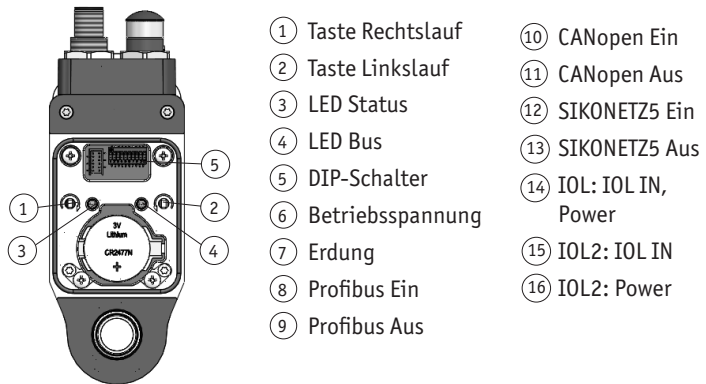 1 Taste Rechtslauf
2 Taste Linkslauf
3 LED Status
4 LED Bus
5 DIP-Schalter
6 Betriebsspannung
7 Erdung
8 Profibus Ein
9 Profibus Aus
10 CANopen Ein
11 CANopen Aus
12 SIKONETZ5 Ein
13 SIKONETZ5 Aus
14 IOL: IOL IN,
Power
15 IOL2: IOL IN
16 IOL2: Power
5
1
2
3
4
3V
Lithium
CR2477N
+